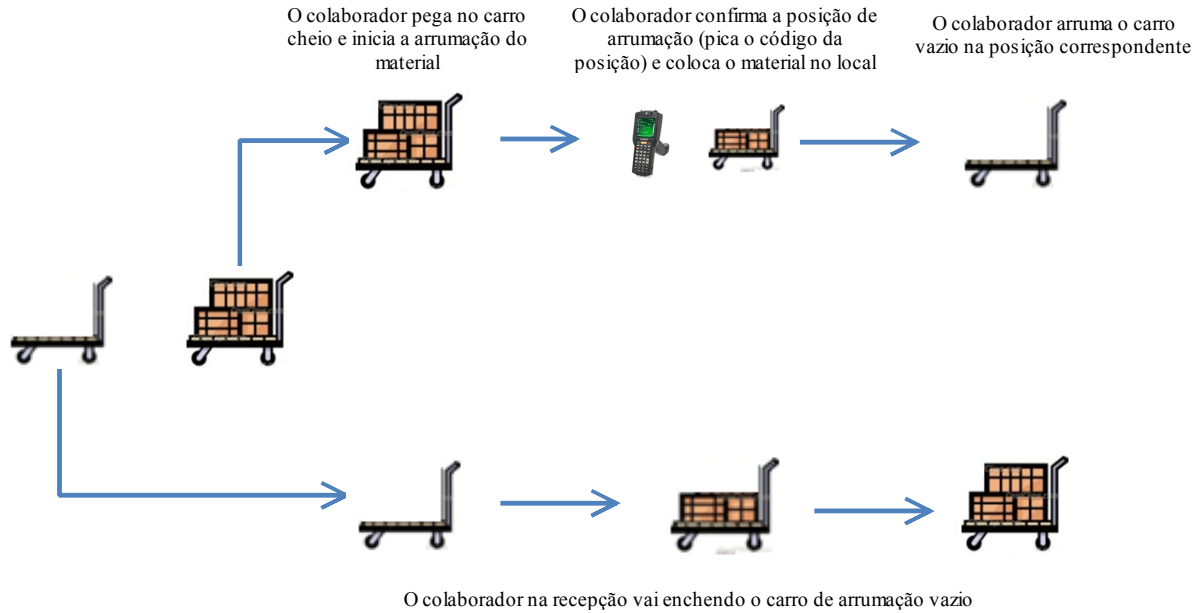 O colaborador pega no carro
cheio e inicia a arrumação do
material
O colaborador confirma a posição de
arrumação (pica o código da
posição) e coloca o material no local
O colaborador arruma o carro
vazio na posição correspondente
O colaborador na recepção vai enchendo o carro de arrumação vazio